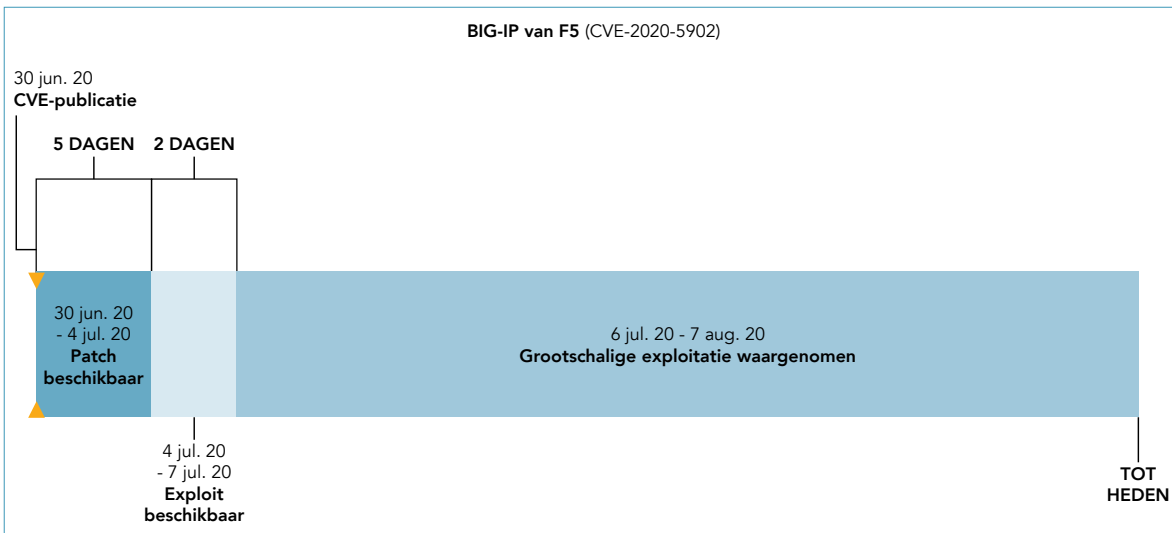 BIG-IP van F5 (CVE-2020-5902)
30 jun. 20
CVE-publicatie
5 DAGEN
2 DAGEN
30 jun. 20
- 4 jul. 20
Patch
beschikbaar
6 jul. 20 - 7 aug. 20
Grootschalige exploitatie waargenomen
4 jul. 20
- 7 jul. 20
Exploit
beschikbaar
TOT
HEDEN